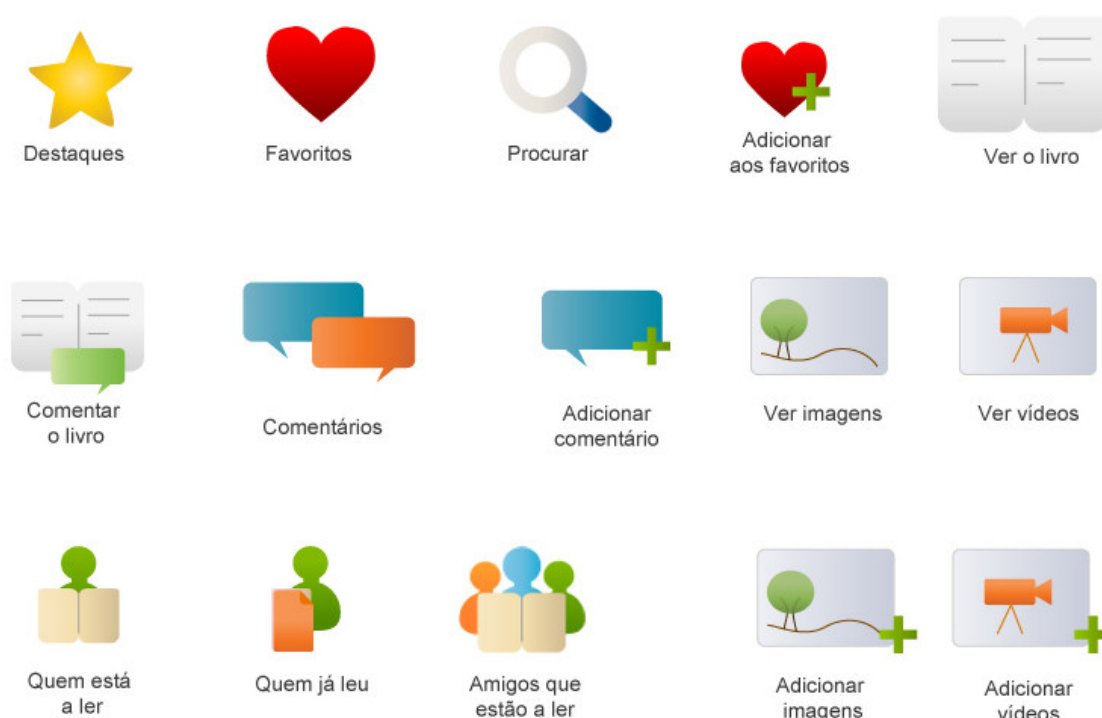 Destaques
Favoritos
Procurar
Adicionar
aos favoritos
Ver o livro
Comentar
o livro
Comentários
Adicionar
comentário
Ver imagens
Ver vídeos
Quem está
a ler
Quem já leu
Amigos que
estão a ler
Adicionar
imagens
Adicionar
vídeos